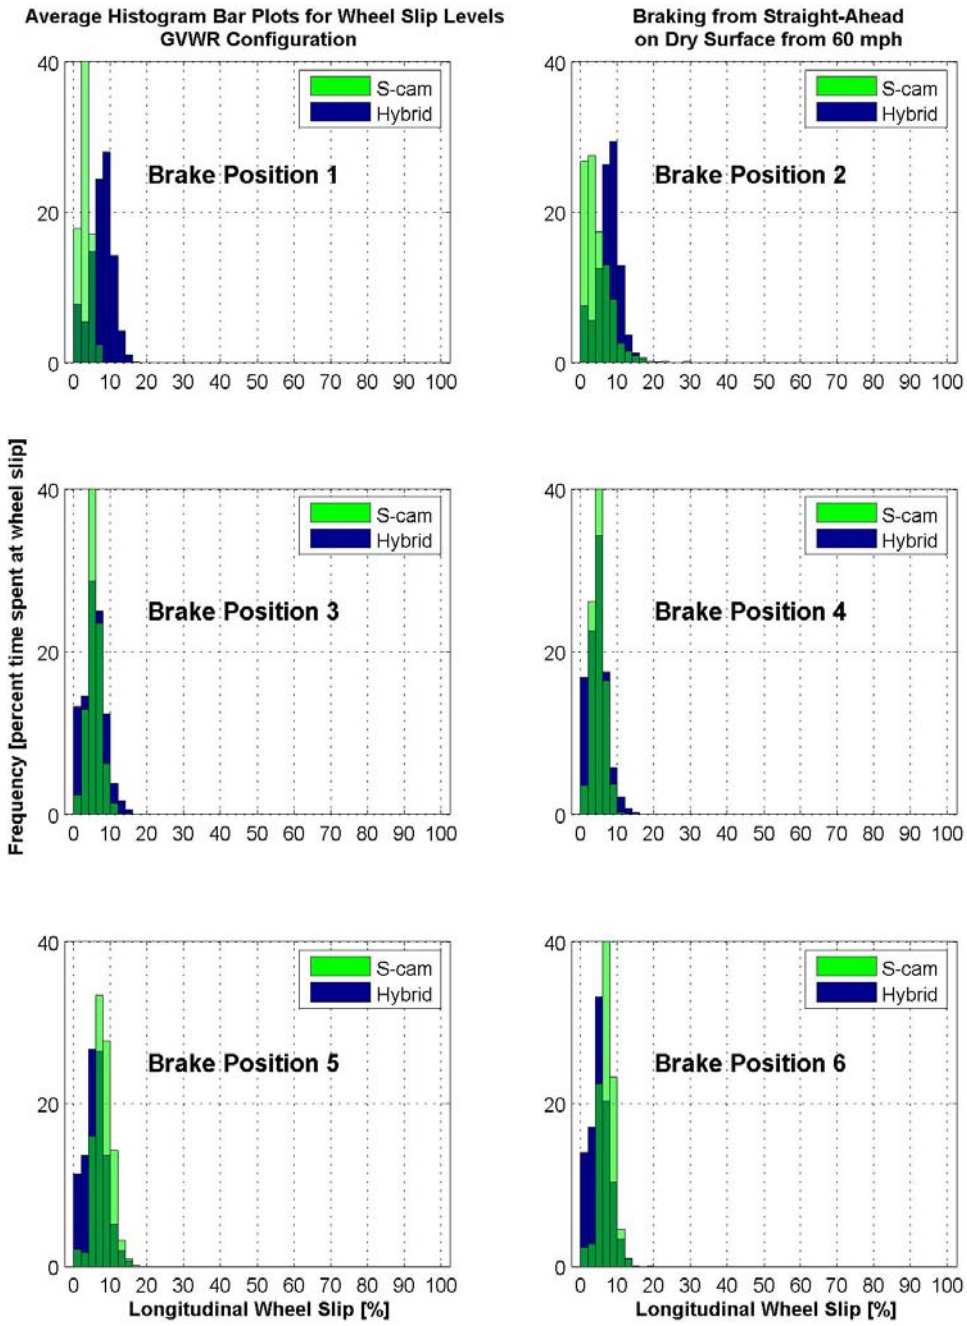 Average Histogram Bar Plots for Wheel Slip Levels
GVWR Configuration
Braking from Straight-Ahead
on Dry Surface from 60 mph
40
20
0
0 10 20 30 40 50 60 70 80 90 100
S-cam
Hybrid
Brake Position 1
40
20
0
0 10 20 30 40 50 60 70 80 90 100
S-cam
Hybrid
Brake Position 2
Frequency [percent time spent at wheel slip]
40
20
0
0 10 20 30 40 50 60 70 80 90 100
S-cam
Hybrid
Brake Position 3
40
20
0
0 10 20 30 40 50 60 70 80 90 100
S-cam
Hybrid
Brake Position 4
40
20
0
0 10 20 30 40 50 60 70 80 90 100
S-cam
Hybrid
Brake Position 5
Longitudinal Wheel Slip [%]
40
20
0
0 10 20 30 40 50 60 70 80 90 100
S-cam
Hybrid
Brake Position 6
Longitudinal Wheel Slip [%]